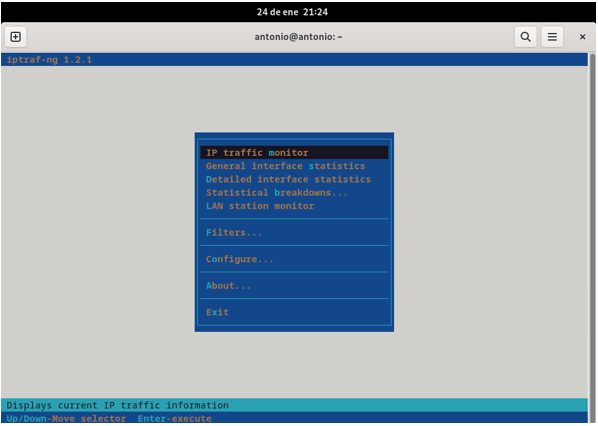 24 de ene 21:24
antonio@antonio: ~
iptraf-ng 1.2.1
IP traffic monitor
General interface statistics
Detailed interface statistics
Statistical breakdowns...
LAN station monitor
Filters...
Configure...
About...
Exit
Displays current IP traffic information
Up/Down-Move selector Enter-execute